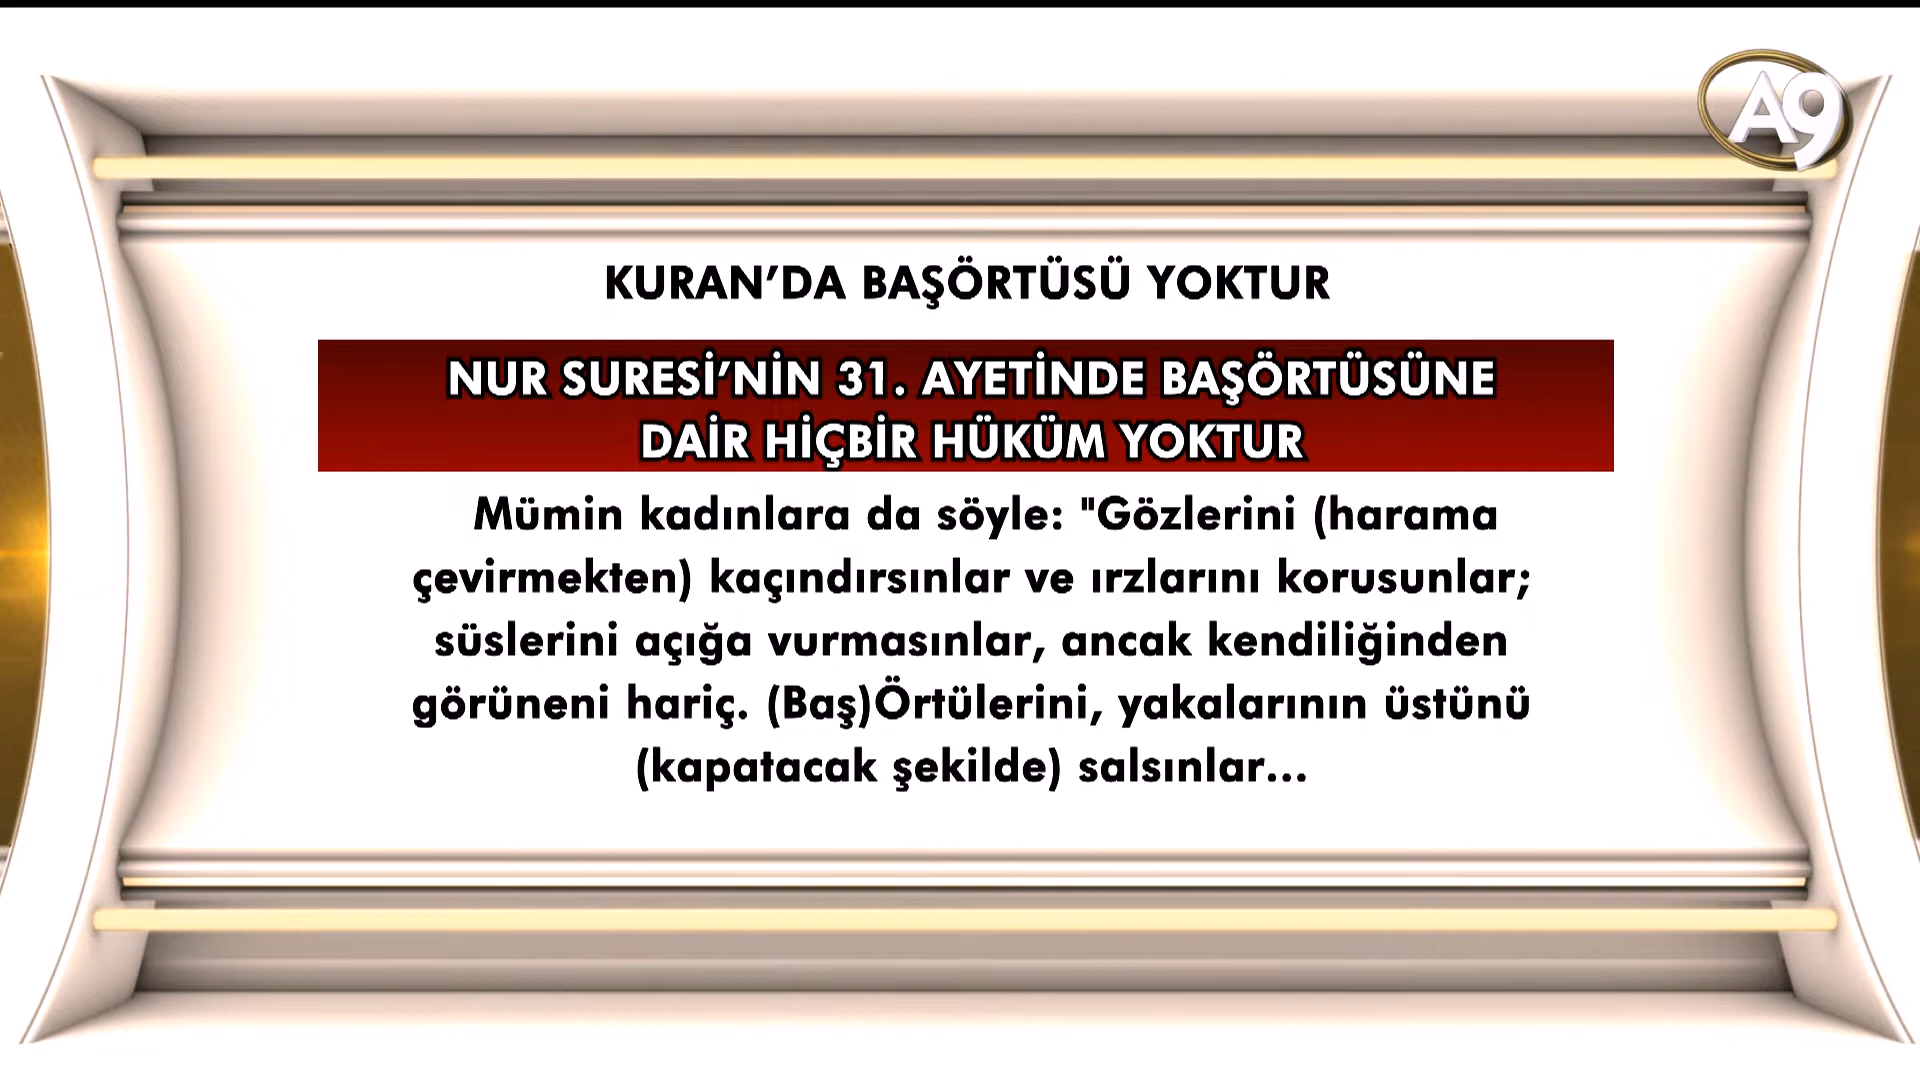 A9
KURAN’DA BAŞÖRTÜSÜ YOKTUR
NUR SURESİ’NİN 31. AYETİNDE BAŞÖRTÜSÜNE
DAİR HİÇBİR HÜKÜM YOKTUR
Mümin kadınlara da söyle: "Gözlerini (harama
çevirmekten) kaçındırsınlar ve ırzlarını korusunlar;
süslerini açığa vurmasınlar, ancak kendiliğinden
görüneni hariç. (Baş)Örtülerini, yakalarının üstünü
(kapatacak şekilde) salsınlar...